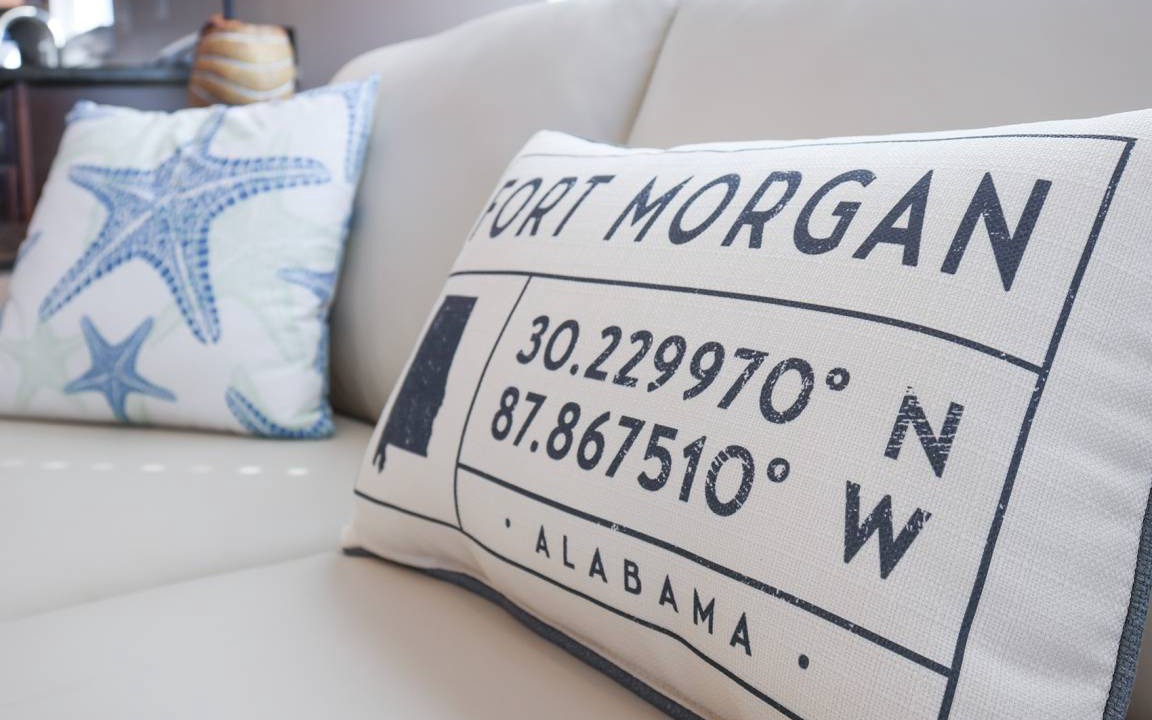 FORT MORGAN
30.229970° N
87.867510° W
• ALABAMA •